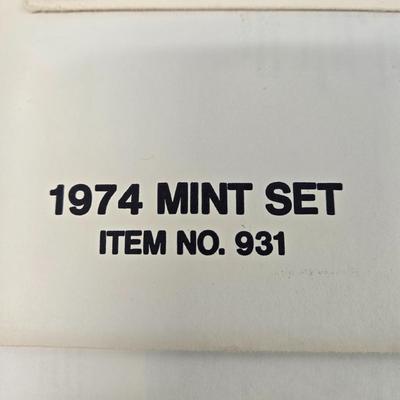 1974 MINT SET
ITEM NO. 931